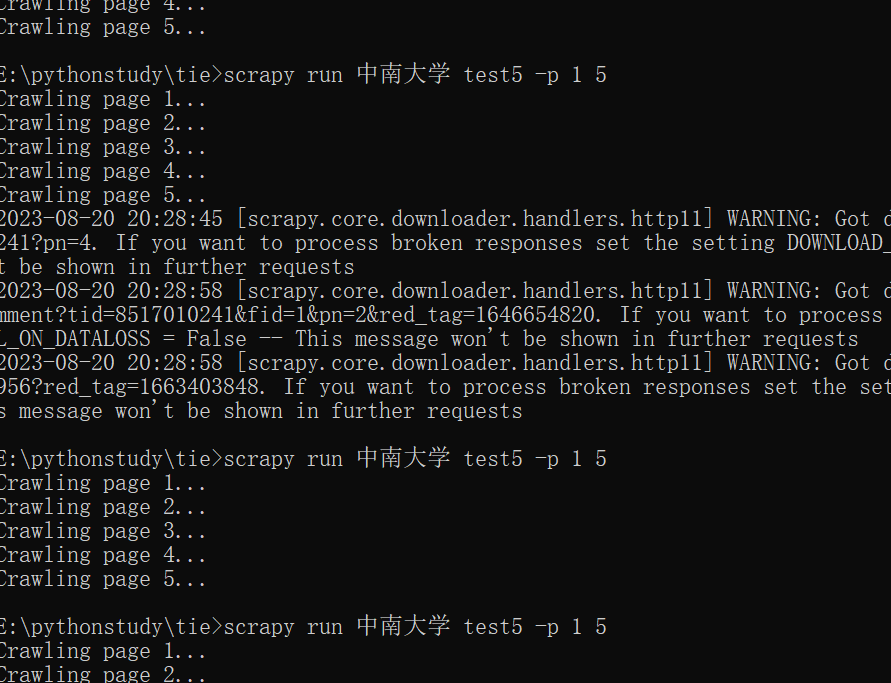 Crawling page 4...
Crawling page 5...
E:\pythonstudy\tie>scrapy run 中南大学 test5 -p 1 5
Crawling page 1...
Crawling page 2...
Crawling page 3...
Crawling page 4...
Crawling page 5...
2023-08-20 20:28:45 [scrapy.core.downloader.handlers.http11] WARNING: Got d
241?pn=4. If you want to process broken responses set the setting DOWNLOAD_
t be shown in further requests
2023-08-20 20:28:58 [scrapy.core.downloader.handlers.http11] WARNING: Got d
mment?tid=8517010241&fid=1&pn=2&red_tag=1646654820. If you want to process
L_ON_DATALOSS = False -- This message won't be shown in further requests
2023-08-20 20:28:58 [scrapy.core.downloader.handlers.http11] WARNING: Got d
956?red_tag=1663403848. If you want to process broken responses set the set
s message won't be shown in further requests
E:\pythonstudy\tie>scrapy run 中南大学 test5 -p 1 5
Crawling page 1...
Crawling page 2...
Crawling page 3...
Crawling page 4...
Crawling page 5...
E:\pythonstudy\tie>scrapy run 中南大学 test5 -p 1 5
Crawling page 1...
Crawling page 2...